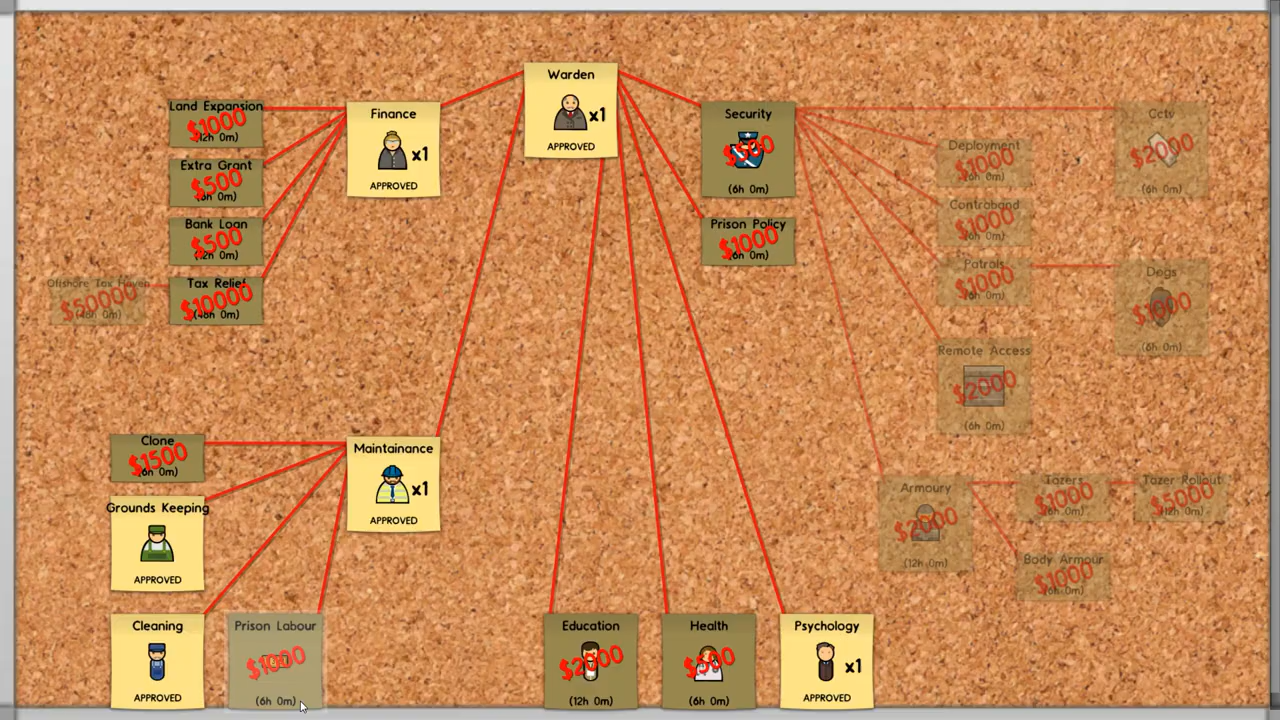 Warden
x1
APPROVED
Land Expansion
$1000
(12h 0m)
Extra Grant
$500
(6h 0m)
Bank Loan
$500
(12h 0m)
Tax Relief
$10000
(48h 0m)
Offshore Tax Haven
$50000
Finance
x1
APPROVED
Security
$500
(6h 0m)
Prison Policy
$1000
(6h 0m)
Deployment
$1000
(6h 0m)
Contraband
$1000
(6h 0m)
Patrols
$1000
(6h 0m)
Remote Access
$2000
(6h 0m)
Cctv
$2000
(6h 0m)
Dogs
$1000
(6h 0m)
Clone
$1500
(6h 0m)
Grounds Keeping
APPROVED
Maintainance
x1
APPROVED
Armoury
$2000
(12h 0m)
Tazers
$1000
(6h 0m)
Tazer Rollout
$5000
(12h 0m)
Body Armour
$1000
(6h 0m)
Cleaning
APPROVED
Prison Labour
$1000
(6h 0m)
Education
$2000
(12h 0m)
Health
$500
(6h 0m)
Psychology
x1
APPROVED